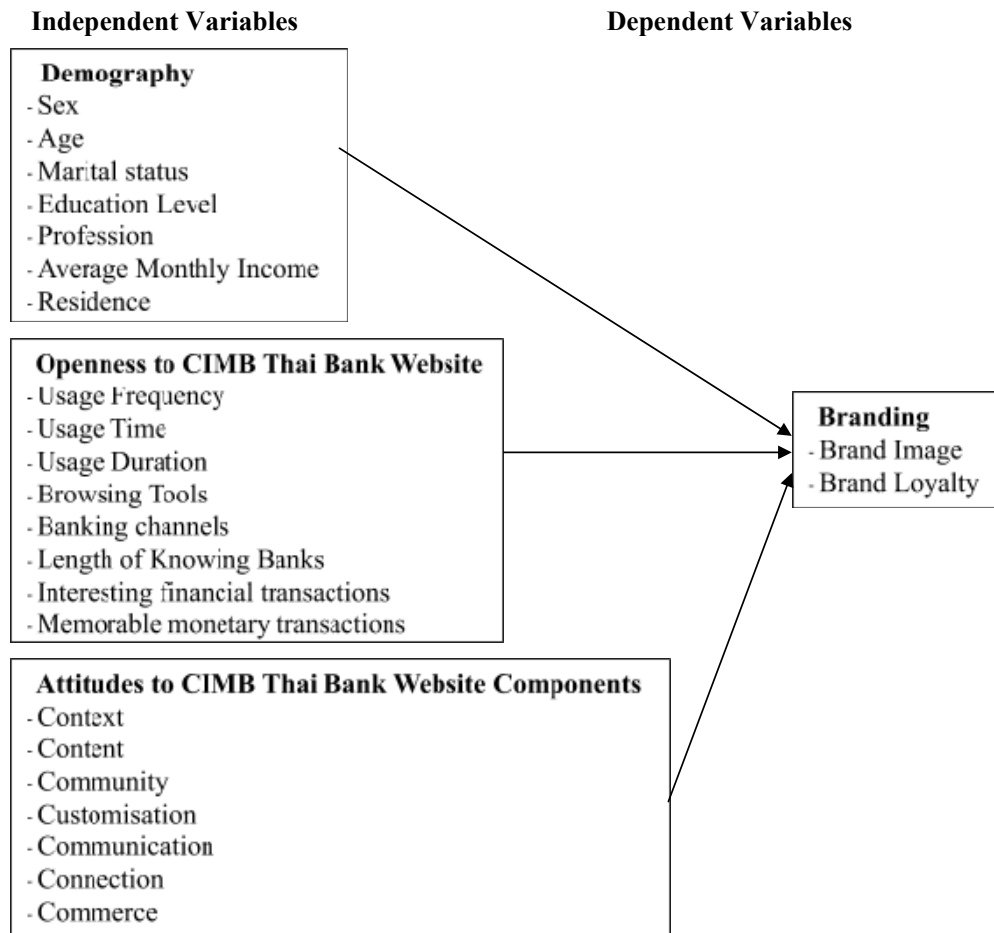 Independent Variables
Dependent Variables
Demography
- Sex
- Age
- Marital status
- Education Level
- Profession
- Average Monthly Income
- Residence
Openness to CIMB Thai Bank Website
- Usage Frequency
- Usage Time
- Usage Duration
- Browsing Tools
- Banking channels
- Length of Knowing Banks
- Interesting financial transactions
- Memorable monetary transactions
Attitudes to CIMB Thai Bank Website Components
- Context
- Content
- Community
- Customisation
- Communication
- Connection
- Commerce
Branding
- Brand Image
- Brand Loyalty